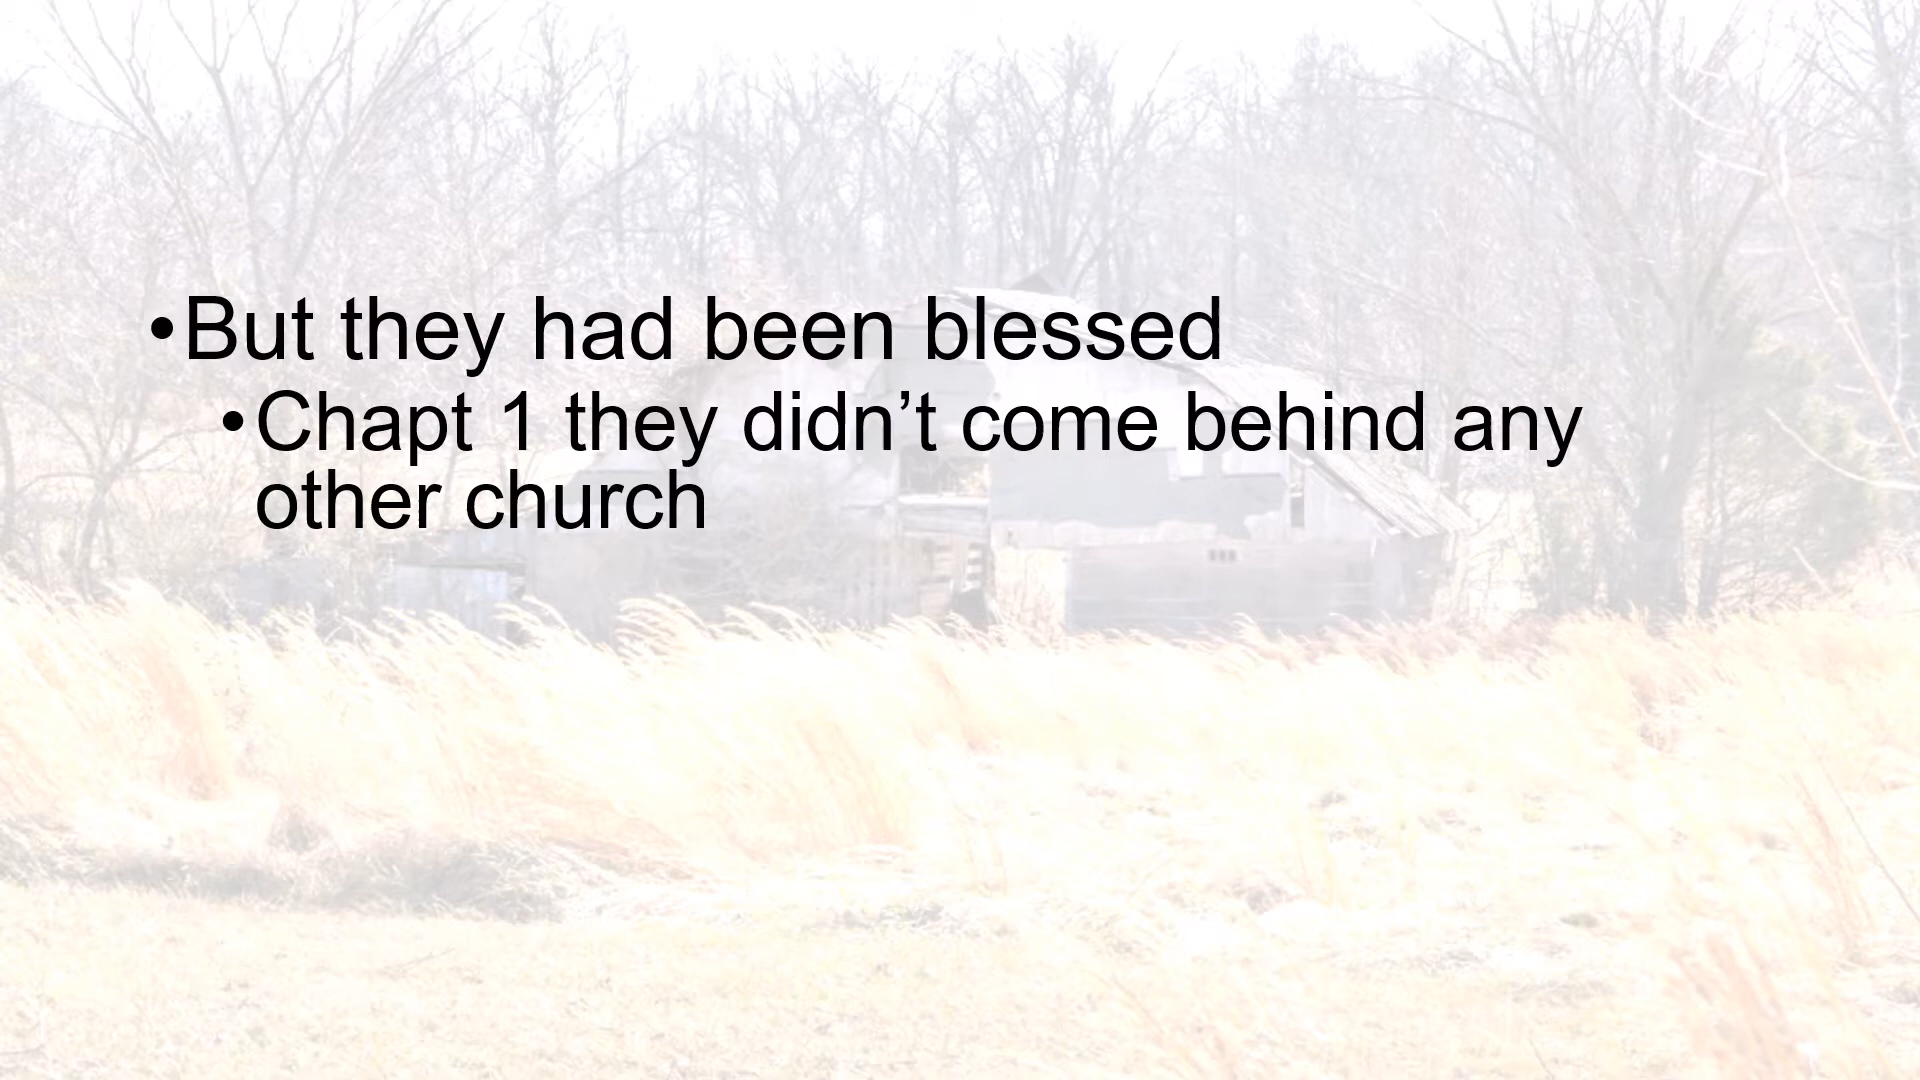 •But they had been blessed
•Chapt 1 they didn’t come behind any
other church